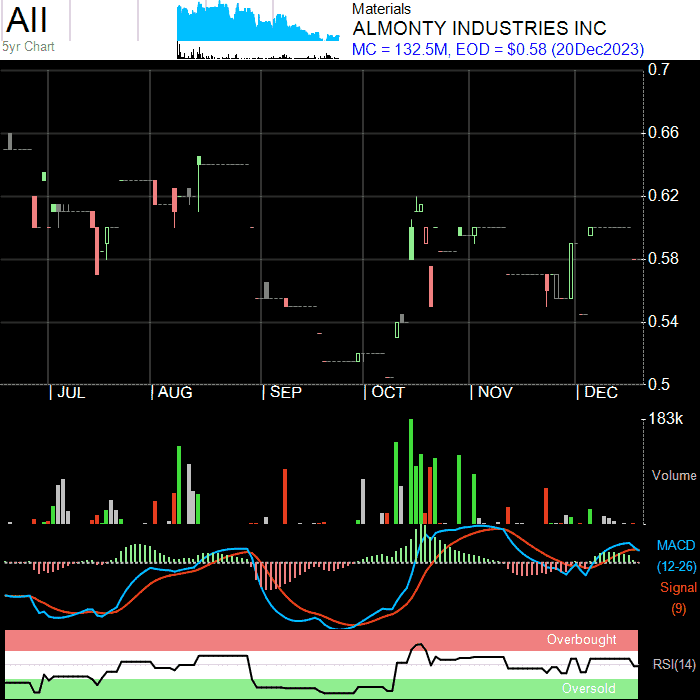 AII
5yr Chart
Materials
ALMONTY INDUSTRIES INC
MC = 132.5M, EOD = $0.58 (20Dec2023)
0.7
0.66
0.62
0.58
0.54
0.5
JUL AUG SEP OCT NOV DEC
183k
Volume
MACD
(12-26)
Signal
(9)
Overbought
RSI(14)
Oversold